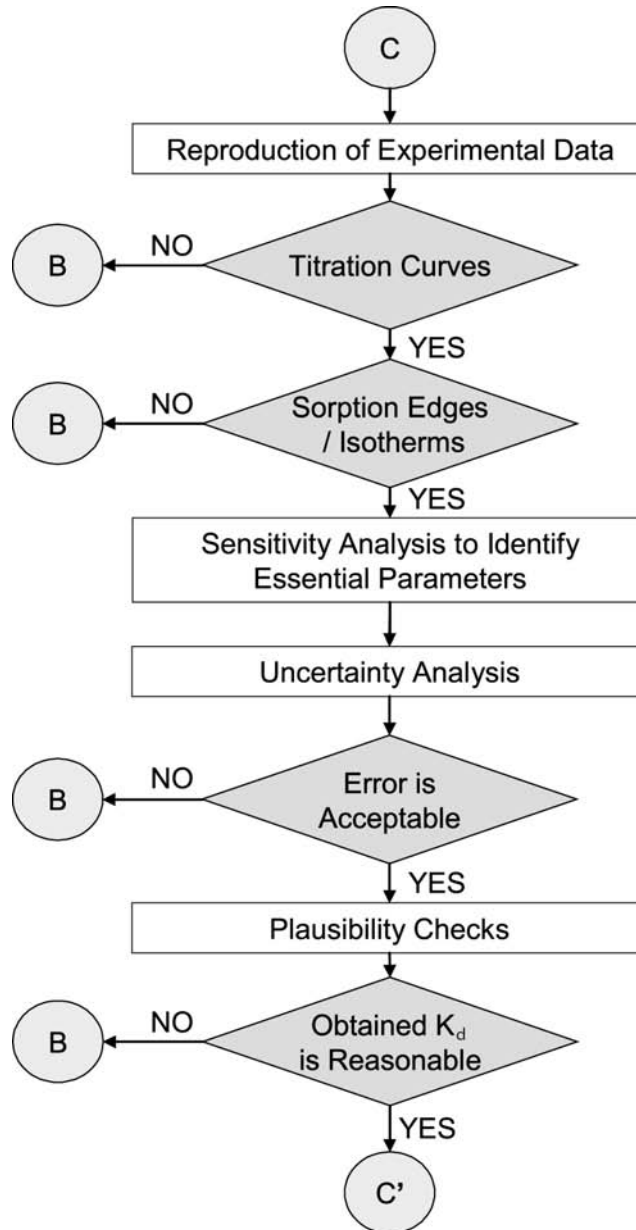 C
Reproduction of Experimental Data
NO
B
Titration Curves
YES
NO
B
Sorption Edges
/ Isotherms
YES
Sensitivity Analysis to Identify
Essential Parameters
Uncertainty Analysis
NO
B
Error is
Acceptable
YES
Plausibility Checks
NO
B
Obtained Kd
is Reasonable
YES
C'